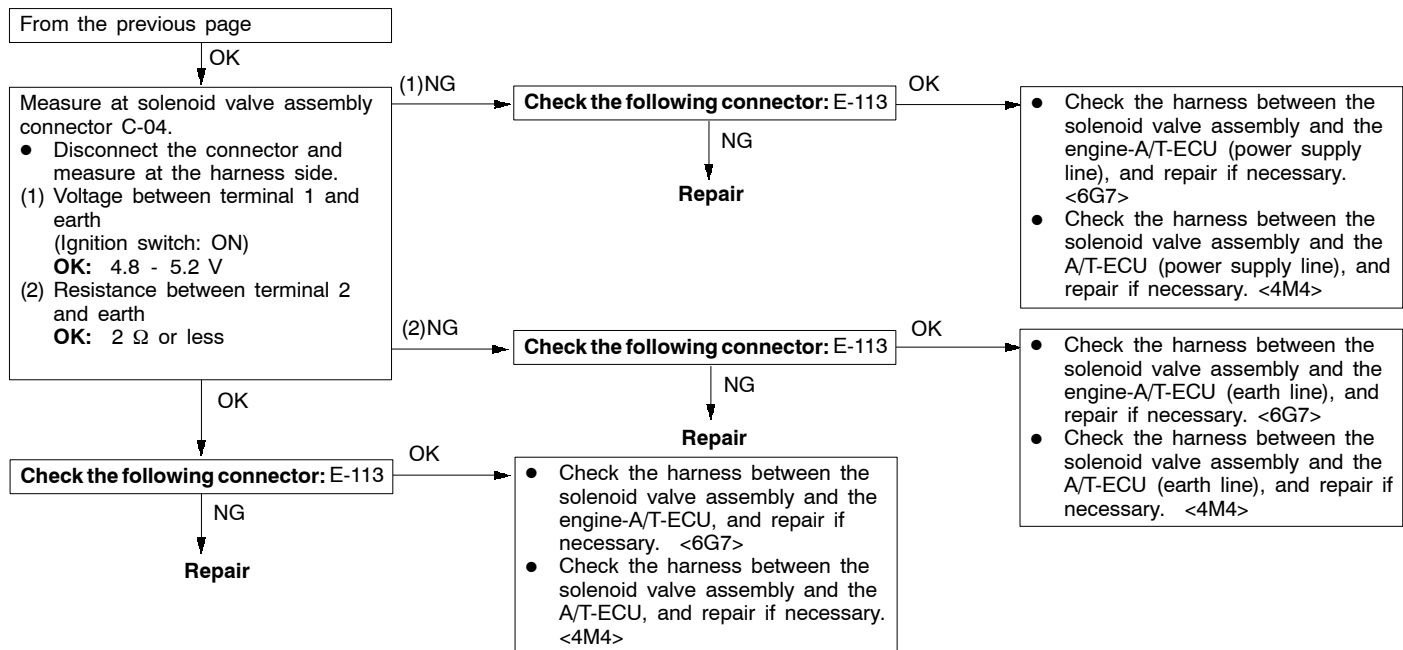 From the previous page
OK
Measure at solenoid valve assembly
connector C-04.
● Disconnect the connector and
measure at the harness side.
(1) Voltage between terminal 1 and
earth
(Ignition switch: ON)
OK: 4.8 - 5.2 V
(2) Resistance between terminal 2
and earth
OK: 2 Ω or less
(1)NG
Check the following connector: E-113
OK
● Check the harness between the
solenoid valve assembly and the
engine-A/T-ECU (power supply
line), and repair if necessary.
<6G7>
● Check the harness between the
solenoid valve assembly and the
A/T-ECU (power supply line), and
repair if necessary. <4M4>
NG
Repair
(2)NG
Check the following connector: E-113
OK
● Check the harness between the
solenoid valve assembly and the
engine-A/T-ECU (earth line), and
repair if necessary. <6G7>
● Check the harness between the
solenoid valve assembly and the
A/T-ECU (earth line), and repair if
necessary. <4M4>
NG
Repair
OK
Check the following connector: E-113
OK
● Check the harness between the
solenoid valve assembly and the
engine-A/T-ECU, and repair if
necessary. <6G7>
● Check the harness between the
solenoid valve assembly and the
A/T-ECU, and repair if necessary.
<4M4>
NG
Repair